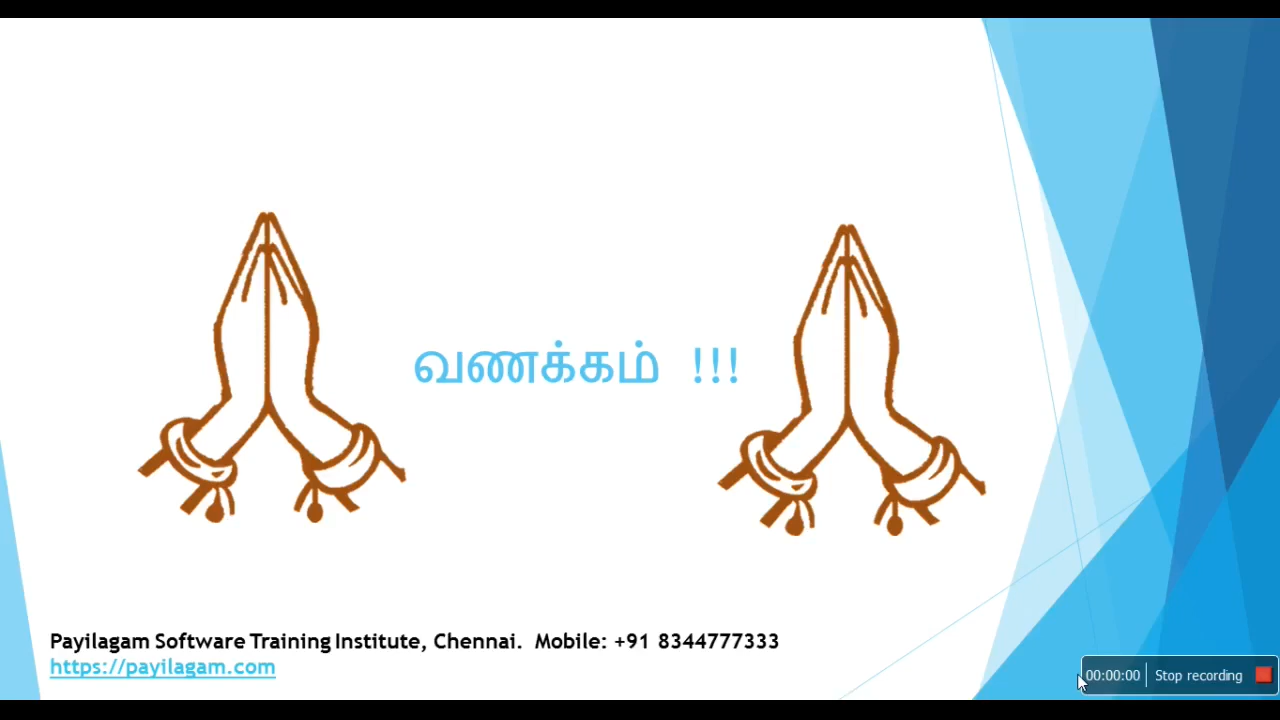 வணக்கம் !!!
Payilagam Software Training Institute, Chennai. Mobile: +91 8344777333
https://payilagam.com
00:00:00 Stop recording